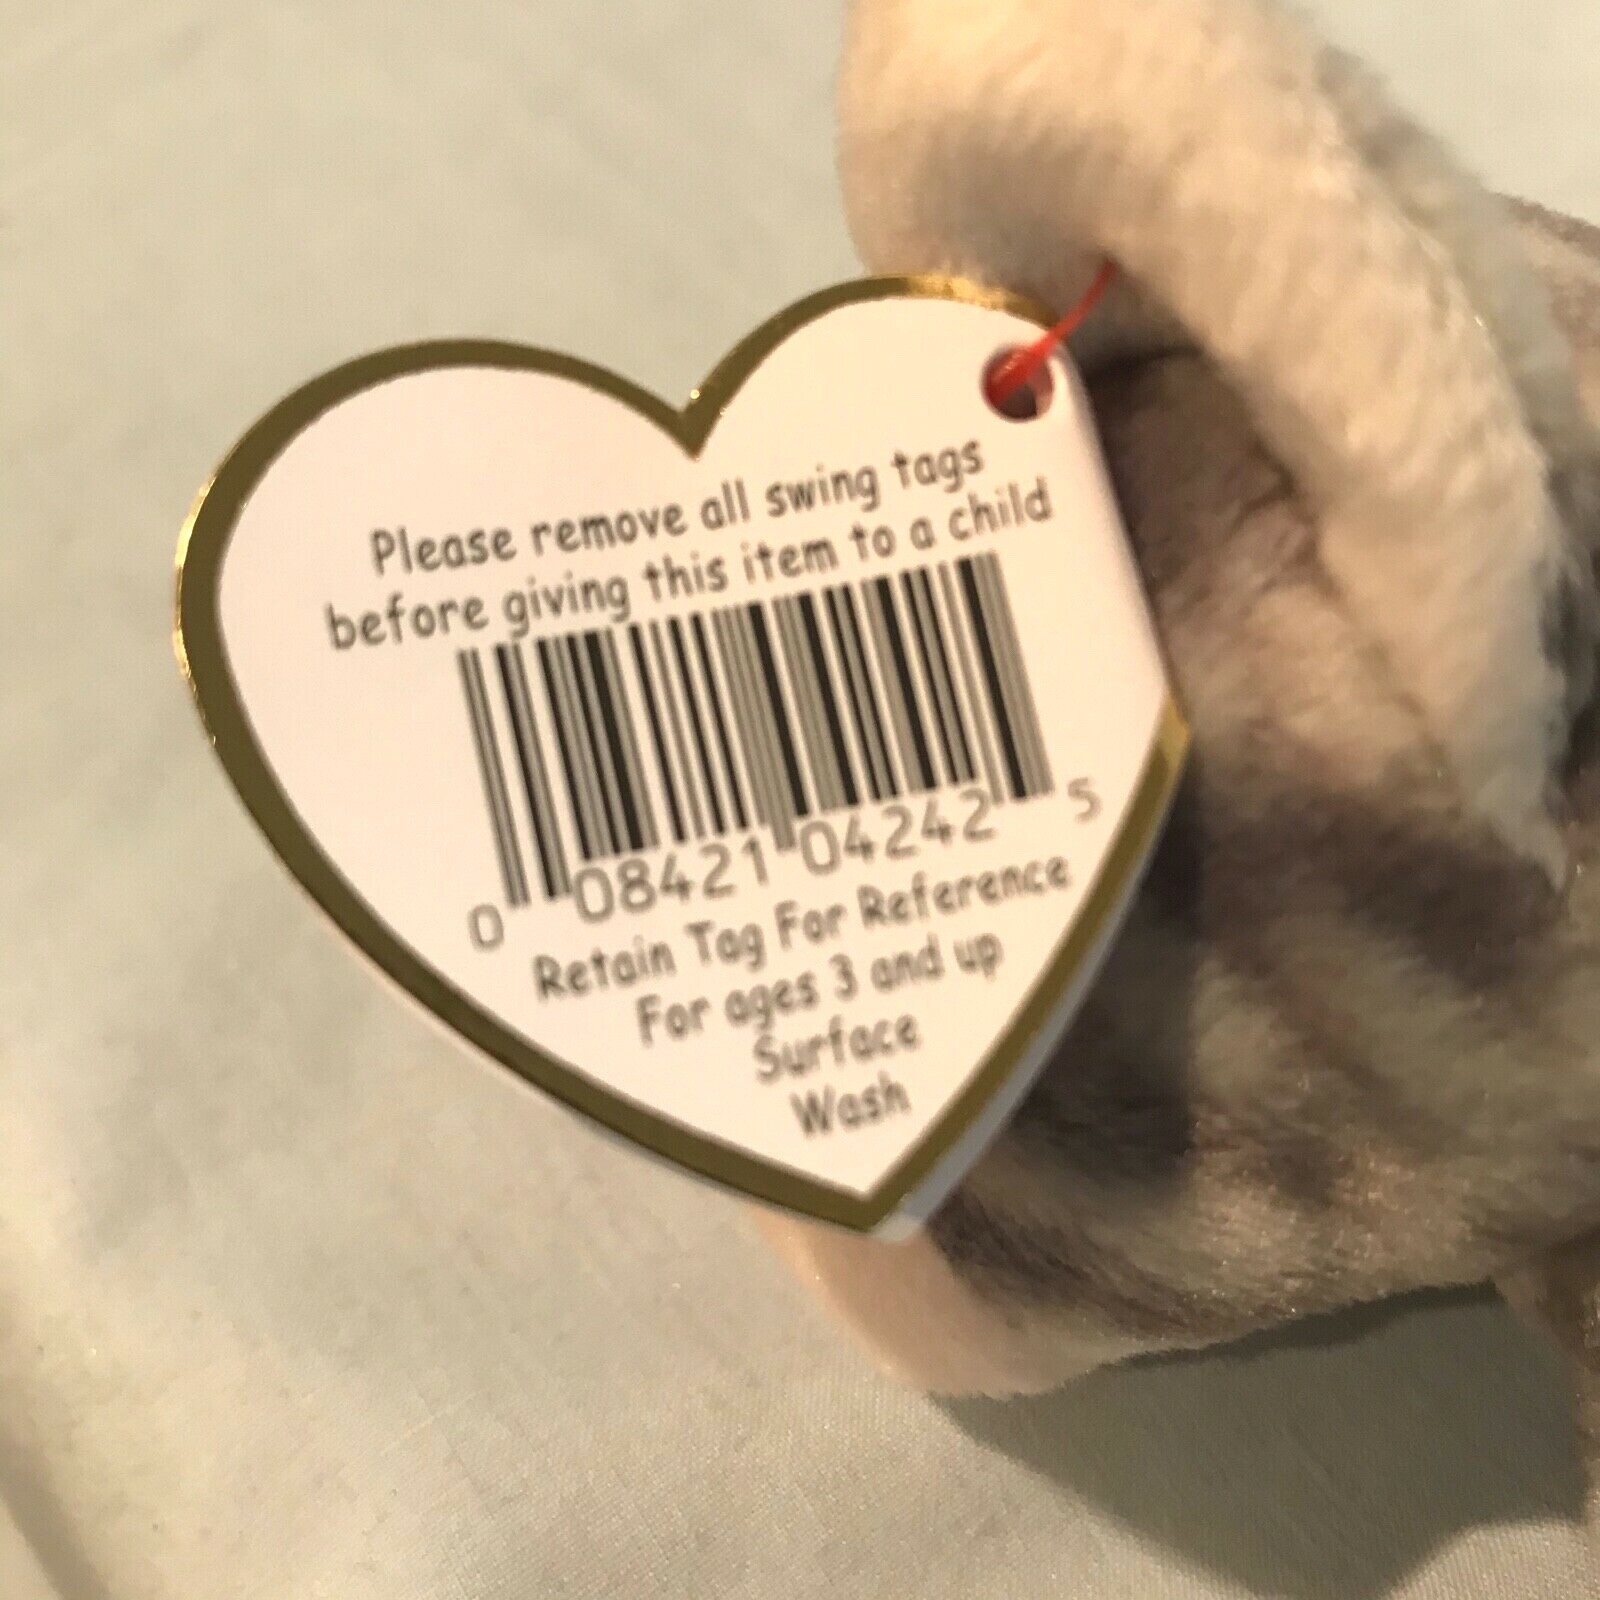 Please remove all swing tags
before giving this item to a child
0 08421 04242 5
Retain Tag For Reference
For ages 3 and up
Surface
Wash